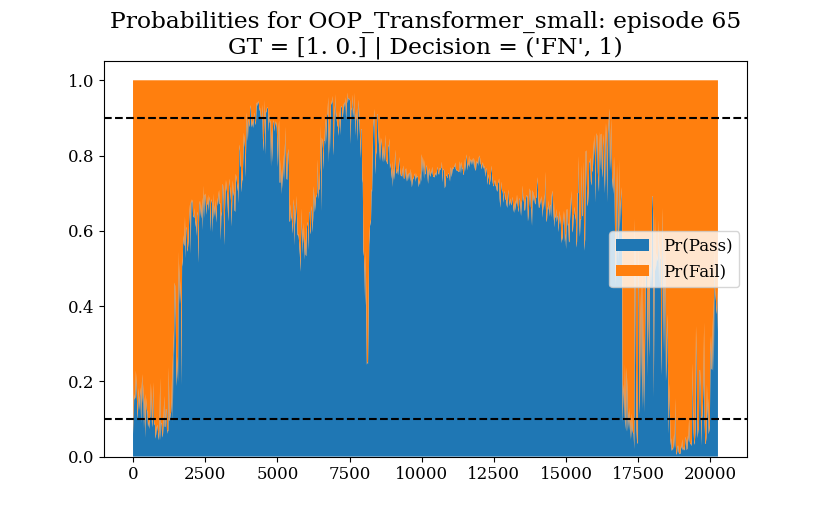 Probabilities for OOP_Transformer_small: episode 65
GT = [1. 0.] | Decision = ('FN', 1)
1.0
0.8
0.6
0.4
0.2
0.0
Pr(Pass)
Pr(Fail)
0 2500 5000 7500 10000 12500 15000 17500 20000